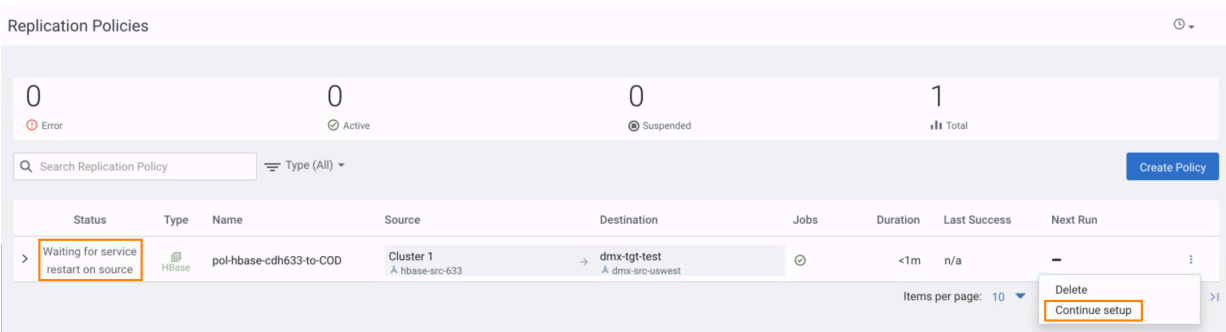 Replication Policies
0
Error
0
Active
0
Suspended
1
Total
Search Replication Policy
Type (All)
Create Policy
Status Type Name Source Destination Jobs Duration Last Success Next Run
Waiting for service
restart on source
HBase
pol-hbase-cdh633-to-COD
Cluster 1
hbase-src-633
dmx-tgt-test
dmx-src-uswest
<1m
n/a
–
Delete
Continue setup
Items per page: 10